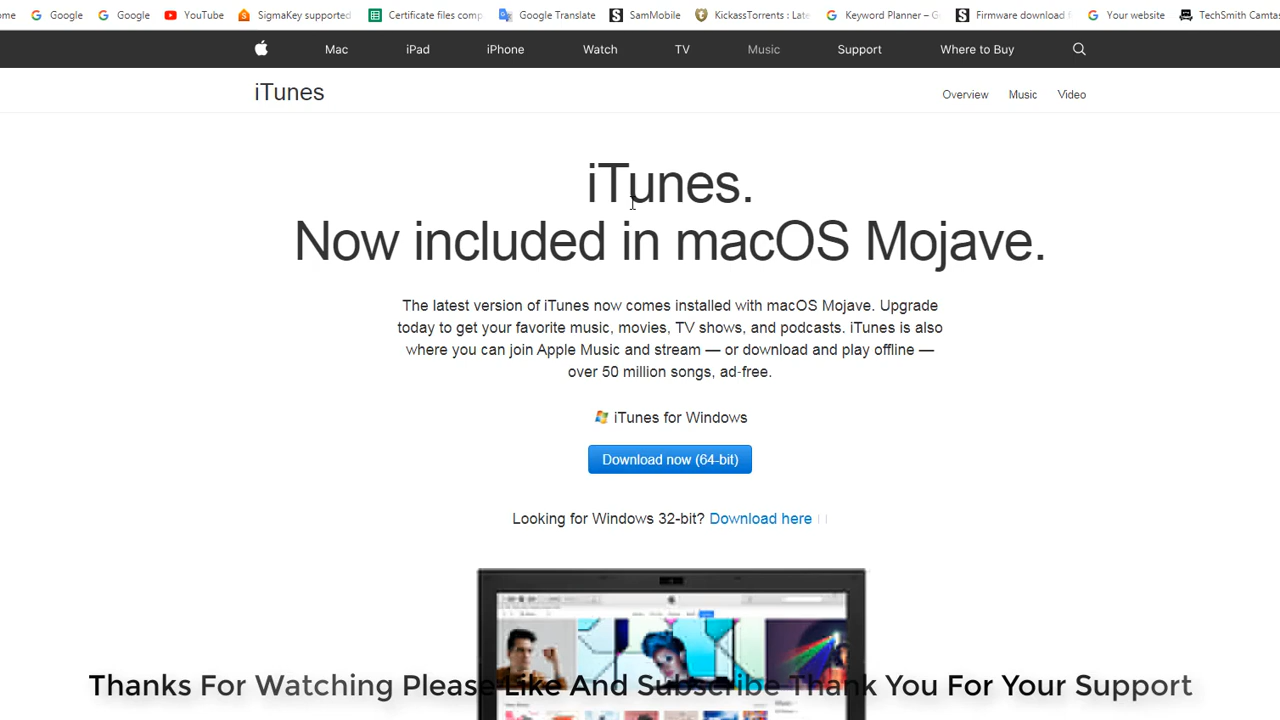 ome Google Google YouTube SigmaKey supported Certificate files comp Google Translate SamMobile KickassTorrents : Late Keyword Planner – G Firmware download f Your website TechSmith Camtas
Mac iPad iPhone Watch TV Music Support Where to Buy
iTunes Overview Music Video
iTunes.
Now included in macOS Mojave.
The latest version of iTunes now comes installed with macOS Mojave. Upgrade
today to get your favorite music, movies, TV shows, and podcasts. iTunes is also
where you can join Apple Music and stream — or download and play offline —
over 50 million songs, ad-free.
iTunes for Windows
Download now (64-bit)
Looking for Windows 32-bit? Download here
Thanks For Watching Please Like And Subscribe Thank You For Your Support